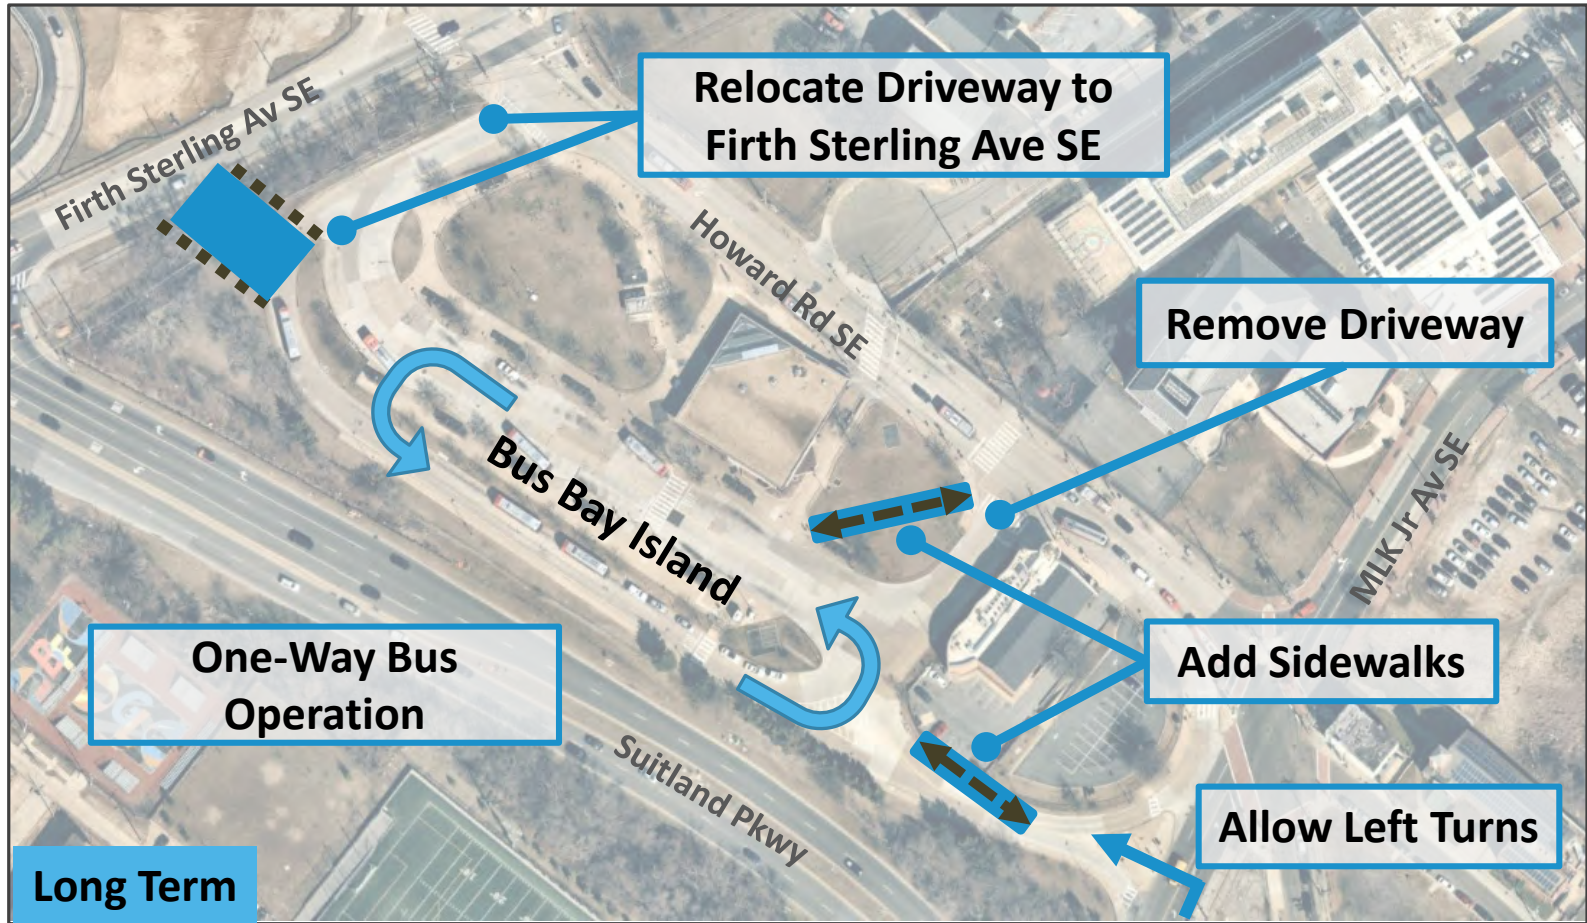 Relocate Driveway to
Firth Sterling Ave SE
Firth Sterling Av SE
Howard Rd SE
Remove Driveway
Bus Bay Island
MLK Jr Av SE
One-Way Bus
Operation
Add Sidewalks
Suitland Pkwy
Allow Left Turns
Long Term